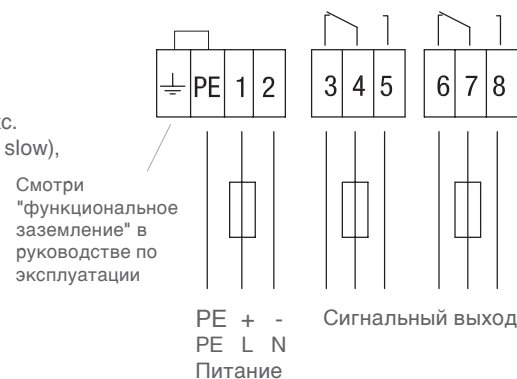 PE 1 2 3 4 5 6 7 8
кс.
slow),
Смотри
"функциональное
заземление" в
руководстве по
эксплуатации
PE + - Сигнальный выход
PE L N
Питание